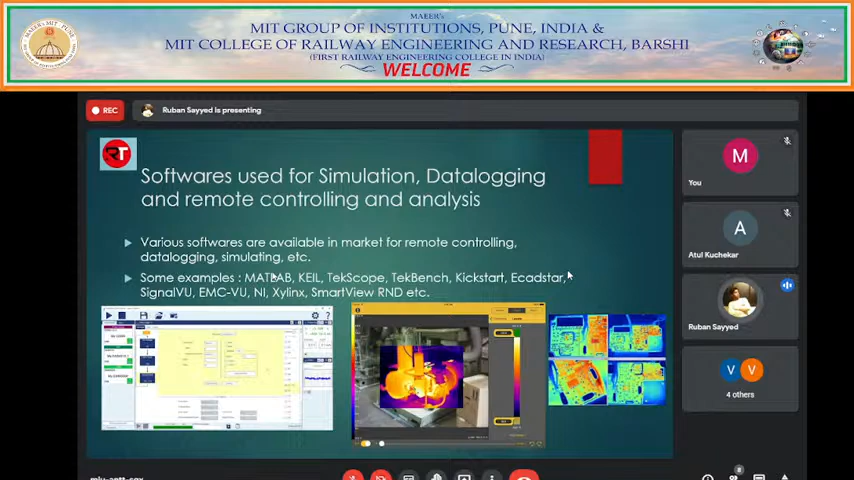 MAEER's
MIT GROUP OF INSTITUTIONS, PUNE, INDIA &
MIT COLLEGE OF RAILWAY ENGINEERING AND RESEARCH, BARSHI
(FIRST RAILWAY ENGINEERING COLLEGE IN INDIA)
WELCOME
REC
Ruban Sayyed is presenting
RT
Softwares used for Simulation, Datalogging
and remote controlling and analysis
Various softwares are available in market for remote controlling,
datalogging, simulating, etc.
Some examples : MATLAB, KEIL, TekScope, TekBench, Kickstart, Ecadstar,
SignalVU, EMC-VU, NI, Xylinx, SmartView RND etc.
M
You
A
Atul Kuchekar
Ruban Sayyed
V V
4 others
8